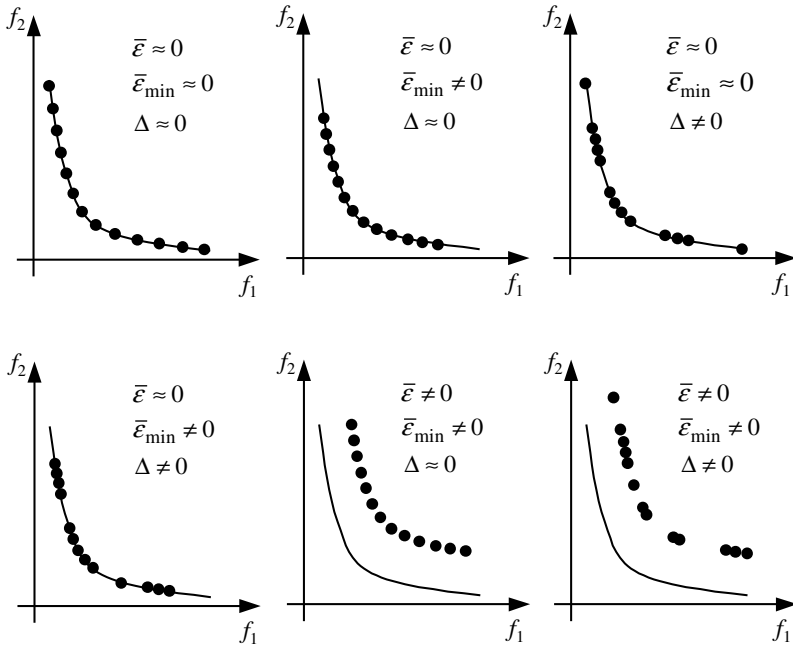 f₂
ε̅ ≈ 0
ε̅min ≈ 0
Δ ≈ 0
f₁
f₂
ε̅ ≈ 0
ε̅min ≠ 0
Δ ≈ 0
f₁
f₂
ε̅ ≈ 0
ε̅min ≈ 0
Δ ≠ 0
f₁
f₂
ε̅ ≈ 0
ε̅min ≠ 0
Δ ≠ 0
f₁
f₂
ε̅ ≠ 0
ε̅min ≠ 0
Δ ≈ 0
f₁
f₂
ε̅ ≠ 0
ε̅min ≠ 0
Δ ≠ 0
f₁